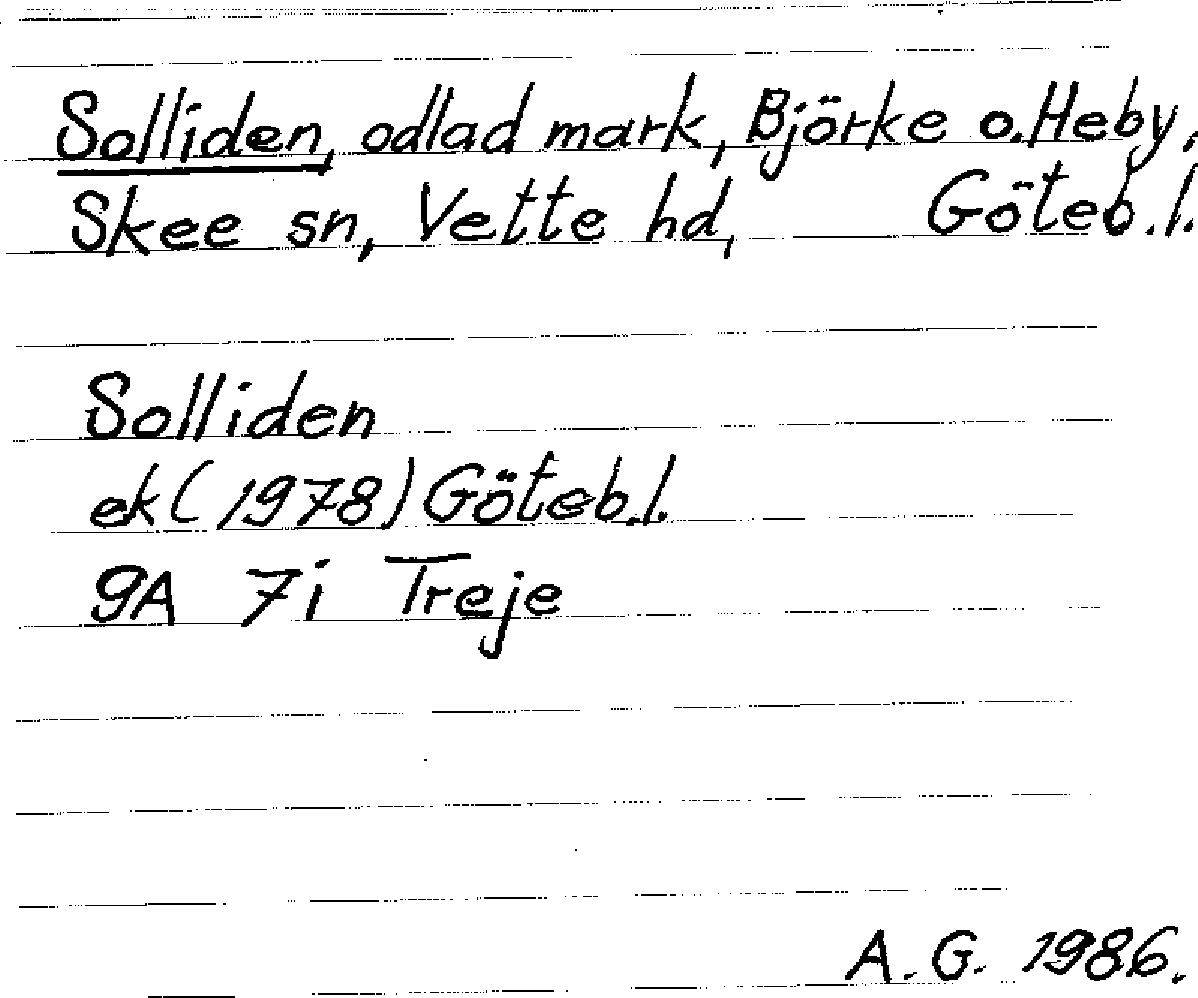 Solliden, odlad mark, Björke o. Heby,
Skee sn, Vette hd, Göteb. l.
Solliden
ek (1978) Göteb. l.
9A 7i Treje
A. G. 1986.